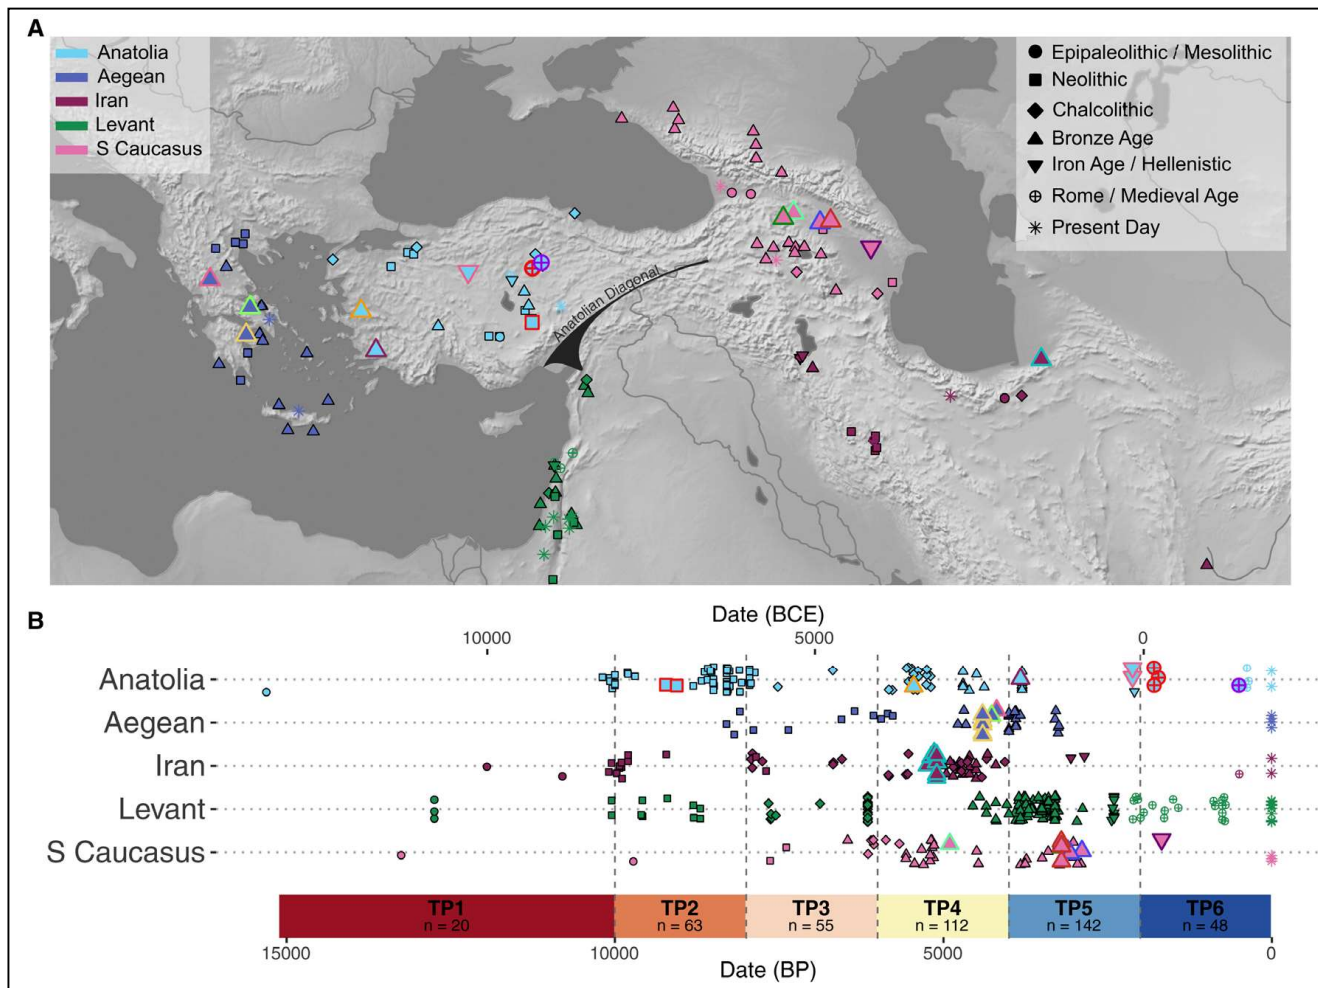 A
Anatolia
Aegean
Iran
Levant
S Caucasus
Epipaleolithic / Mesolithic
Neolithic
Chalcolithic
Bronze Age
Iron Age / Hellenistic
Rome / Medieval Age
Present Day
Anatolian Diagonal
B
Date (BCE)
10000 5000 0
Anatolia
Aegean
Iran
Levant
S Caucasus
TP1 TP2 TP3 TP4 TP5 TP6
n = 20 n = 63 n = 55 n = 112 n = 142 n = 48
15000 10000 5000 0
Date (BP)